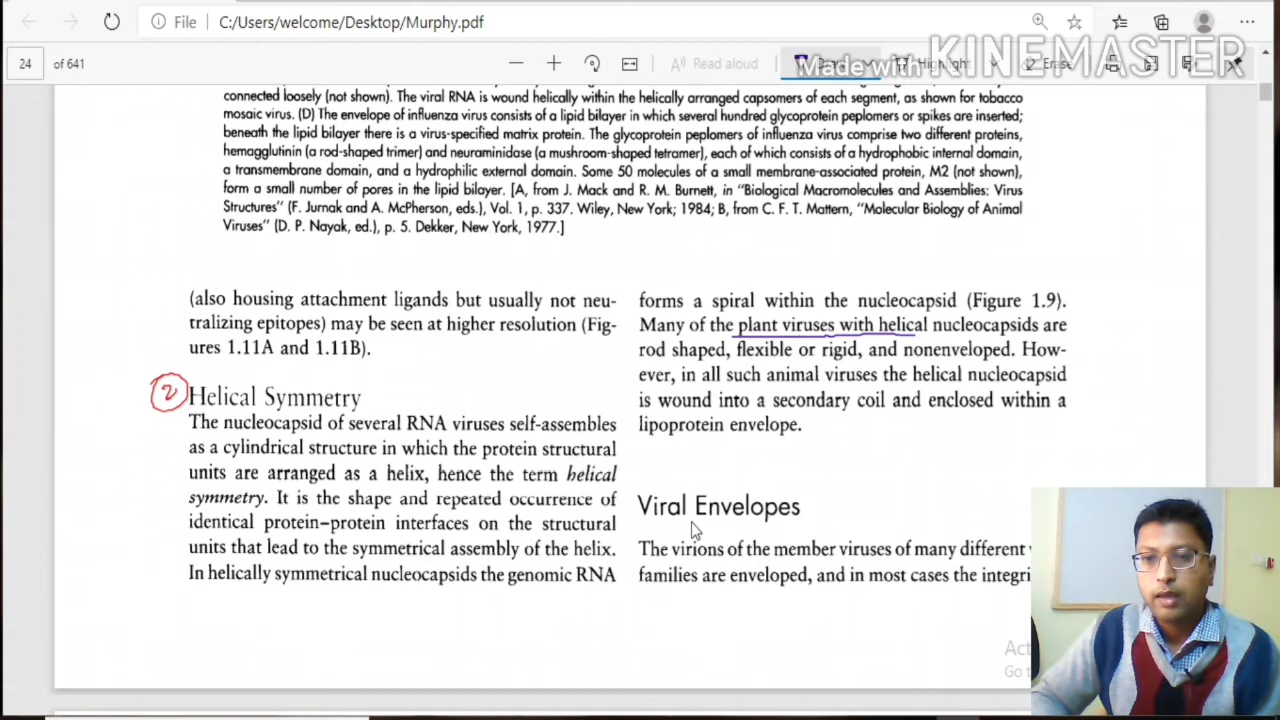 File C:/Users/welcome/Desktop/Murphy.pdf
Made with KINEMASTER
24 of 641
Read aloud
Draw
Highlight
Erase
connected loosely (not shown). The viral RNA is wound helically within the helically arranged capsomers of each segment, as shown for tobacco
mosaic virus. (D) The envelope of influenza virus consists of a lipid bilayer in which several hundred glycoprotein peplomers or spikes are inserted;
beneath the lipid bilayer there is a virus-specified matrix protein. The glycoprotein peplomers of influenza virus comprise two different proteins,
hemagglutinin (a rod-shaped trimer) and neuraminidase (a mushroom-shaped tetramer), each of which consists of a hydrophobic internal domain,
a transmembrane domain, and a hydrophilic external domain. Some 50 molecules of a small membrane-associated protein, M2 (not shown),
form a small number of pores in the lipid bilayer. [A, from J. Mack and R. M. Burnett, in "Biological Macromolecules and Assemblies: Virus
Structures" (F. Jurnak and A. McPherson, eds.), Vol. 1, p. 337. Wiley, New York; 1984; B, from C. F. T. Mattern, "Molecular Biology of Animal
Viruses" (D. P. Nayak, ed.), p. 5. Dekker, New York, 1977.]
(also housing attachment ligands but usually not neu-
tralizing epitopes) may be seen at higher resolution (Fig-
ures 1.11A and 1.11B).
2 Helical Symmetry
The nucleocapsid of several RNA viruses self-assembles
as a cylindrical structure in which the protein structural
units are arranged as a helix, hence the term helical
symmetry. It is the shape and repeated occurrence of
identical protein–protein interfaces on the structural
units that lead to the symmetrical assembly of the helix.
In helically symmetrical nucleocapsids the genomic RNA
forms a spiral within the nucleocapsid (Figure 1.9).
Many of the plant viruses with helical nucleocapsids are
rod shaped, flexible or rigid, and nonenveloped. How-
ever, in all such animal viruses the helical nucleocapsid
is wound into a secondary coil and enclosed within a
lipoprotein envelope.
Viral Envelopes
The virions of the member viruses of many different
families are enveloped, and in most cases the integri
Act
Go t